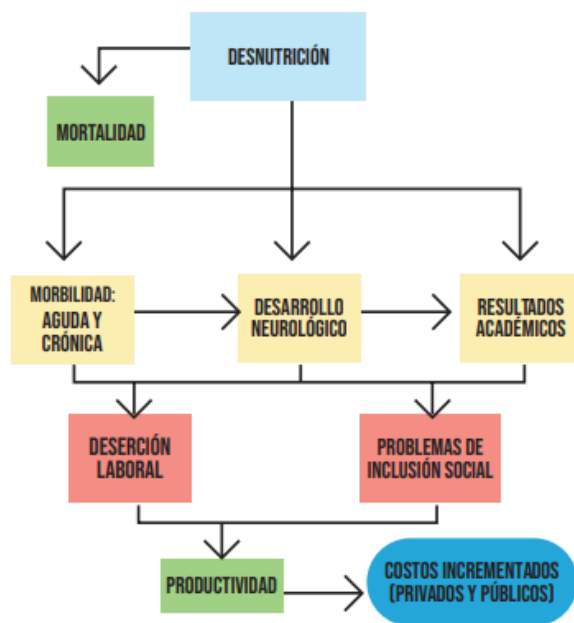 DESNUTRICIÓN
MORTALIDAD
MORBILIDAD:
AGUDA Y
CRÓNICA
DESARROLLO
NEUROLÓGICO
RESULTADOS
ACADÉMICOS
DESERCIÓN
LABORAL
PROBLEMAS DE
INCLUSIÓN SOCIAL
PRODUCTIVIDAD
COSTOS INCREMENTADOS
(PRIVADOS Y PÚBLICOS)